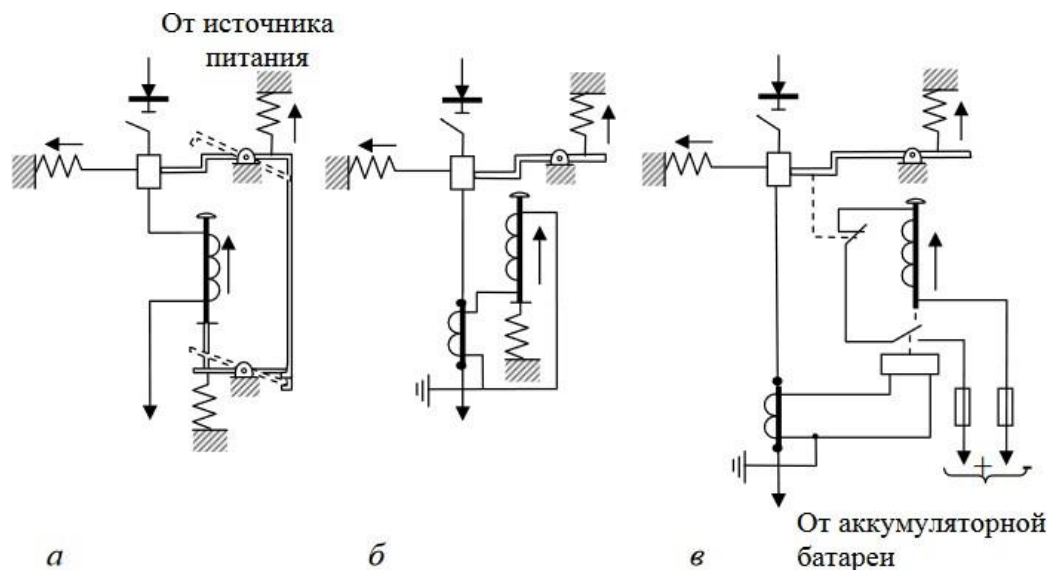 От источника
питания
+ -
От аккумуляторной
батареи
а б в